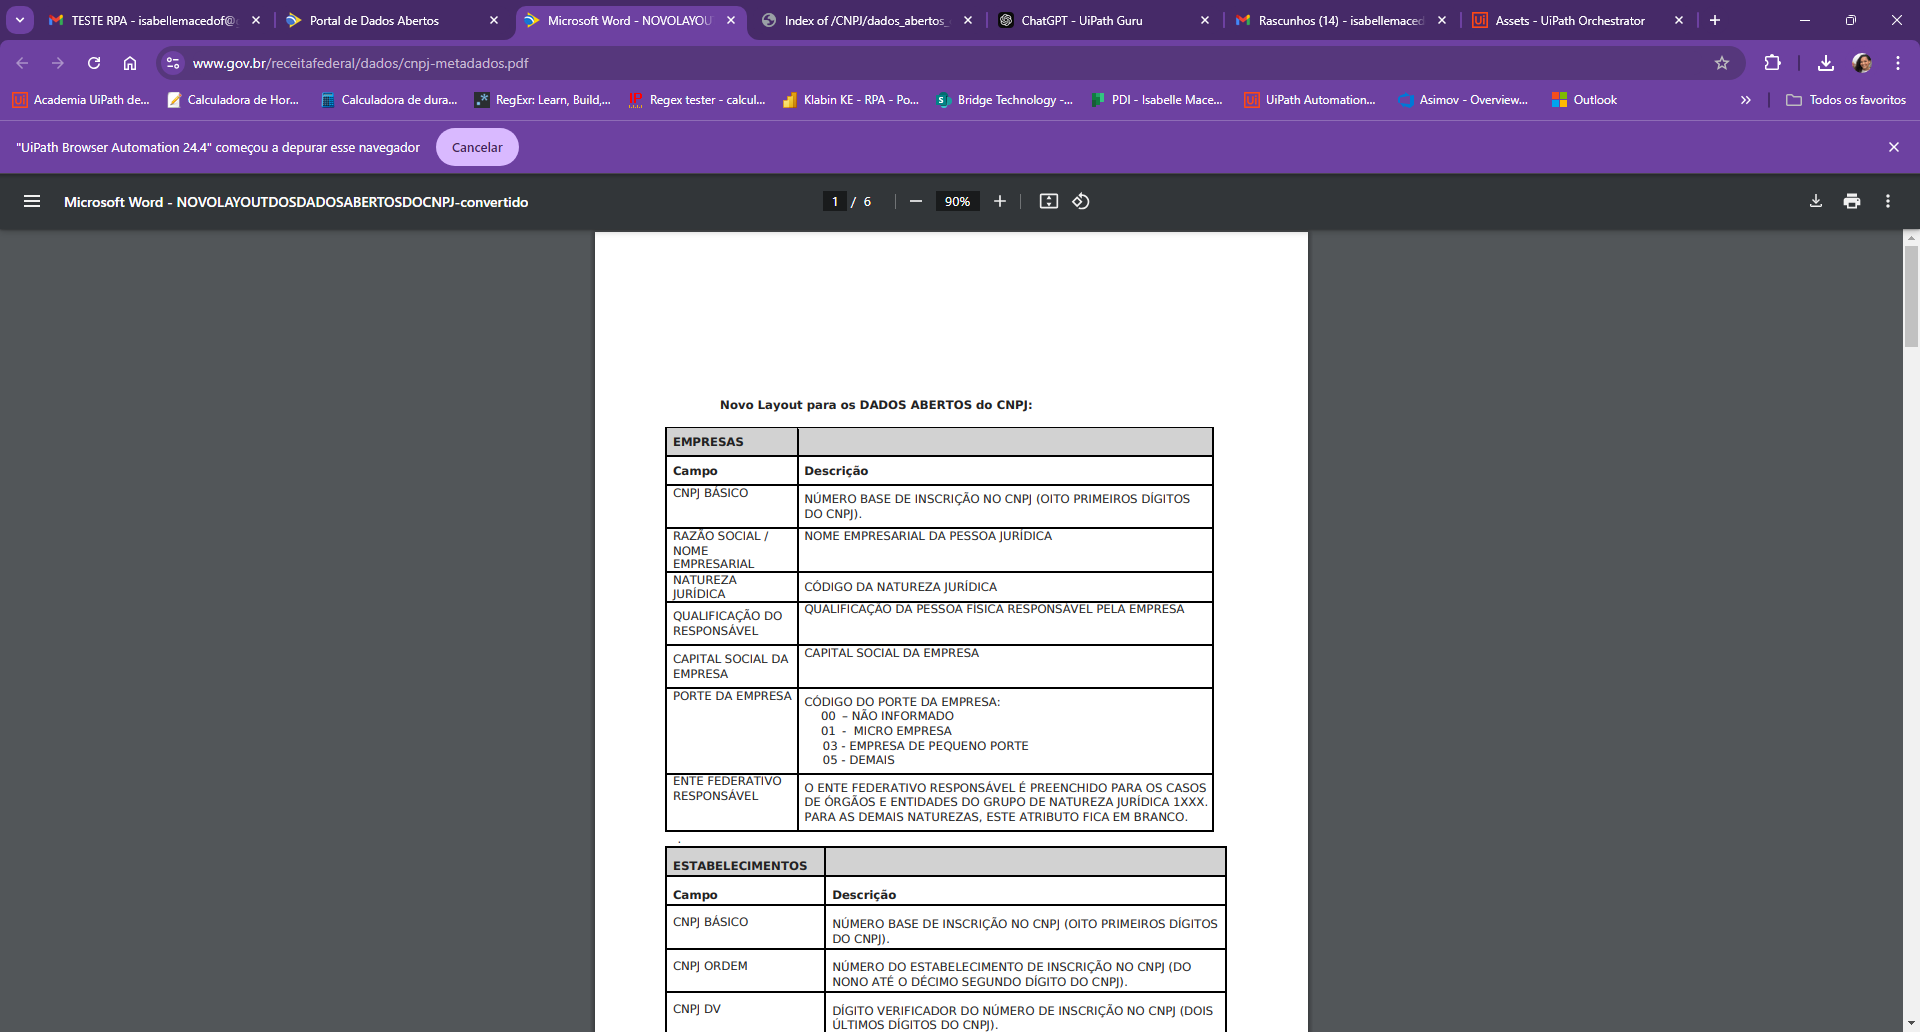 TESTE RPA - isabellemacedof@g
Portal de Dados Abertos
Microsoft Word - NOVOLAYOUT
Index of /CNPJ/dados_abertos_
ChatGPT - UiPath Guru
Rascunhos (14) - isabellemaced
Assets - UiPath Orchestrator
www.gov.br/receitafederal/dados/cnpj-metadados.pdf
Academia UiPath de...
Calculadora de Hor...
Calculadora de dura...
RegExr: Learn, Build,...
Regex tester - calcul...
Klabin KE - RPA - Po...
Bridge Technology -...
PDI - Isabelle Mace...
UiPath Automation...
Asimov - Overview...
Outlook
Todos os favoritos
"UiPath Browser Automation 24.4" começou a depurar esse navegador
Cancelar
Microsoft Word - NOVOLAYOUTDOSDADOSABERTOSDOCNPJ-convertido
1 / 6
90%
Novo Layout para os DADOS ABERTOS do CNPJ:
EMPRESAS
Campo Descrição
CNPJ BÁSICO
NÚMERO BASE DE INSCRIÇÃO NO CNPJ (OITO PRIMEIROS DÍGITOS
DO CNPJ).
RAZÃO SOCIAL /
NOME
EMPRESARIAL
NOME EMPRESARIAL DA PESSOA JURÍDICA
NATUREZA
JURÍDICA
CÓDIGO DA NATUREZA JURÍDICA
QUALIFICAÇÃO DO
RESPONSÁVEL
QUALIFICAÇÃO DA PESSOA FÍSICA RESPONSÁVEL PELA EMPRESA
CAPITAL SOCIAL DA
EMPRESA
CAPITAL SOCIAL DA EMPRESA
PORTE DA EMPRESA
CÓDIGO DO PORTE DA EMPRESA:
00 – NÃO INFORMADO
01 - MICRO EMPRESA
03 - EMPRESA DE PEQUENO PORTE
05 - DEMAIS
ENTE FEDERATIVO
RESPONSÁVEL
O ENTE FEDERATIVO RESPONSÁVEL É PREENCHIDO PARA OS CASOS
DE ÓRGÃOS E ENTIDADES DO GRUPO DE NATUREZA JURÍDICA 1XXX.
PARA AS DEMAIS NATUREZAS, ESTE ATRIBUTO FICA EM BRANCO.
.
ESTABELECIMENTOS
Campo Descrição
CNPJ BÁSICO
NÚMERO BASE DE INSCRIÇÃO NO CNPJ (OITO PRIMEIROS DÍGITOS
DO CNPJ).
CNPJ ORDEM
NÚMERO DO ESTABELECIMENTO DE INSCRIÇÃO NO CNPJ (DO
NONO ATÉ O DÉCIMO SEGUNDO DÍGITO DO CNPJ).
CNPJ DV
DÍGITO VERIFICADOR DO NÚMERO DE INSCRIÇÃO NO CNPJ (DOIS
ÚLTIMOS DÍGITOS DO CNPJ).